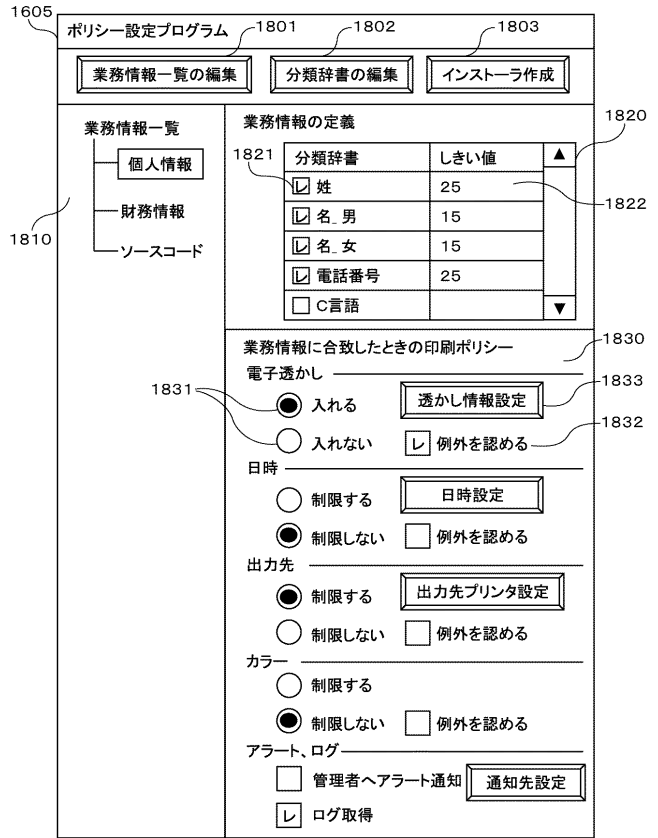 1605
ポリシー設定プログラム
1801
1802
1803
業務情報一覧の編集
分類辞書の編集
インストーラ作成
業務情報一覧
個人情報
財務情報
ソースコード
1810
業務情報の定義
1820
1821
分類辞書 しきい値 ▲
レ 姓 25
1822
レ 名_男 15
レ 名_女 15
レ 電話番号 25
C言語 ▼
業務情報に合致したときの印刷ポリシー
1830
電子透かし
1831
入れる
透かし情報設定
1833
入れない
レ 例外を認める
1832
日時
制限する
日時設定
制限しない
例外を認める
出力先
制限する
出力先プリンタ設定
制限しない
例外を認める
カラー
制限する
制限しない
例外を認める
アラート、ログ
管理者へアラート通知
通知先設定
レ ログ取得